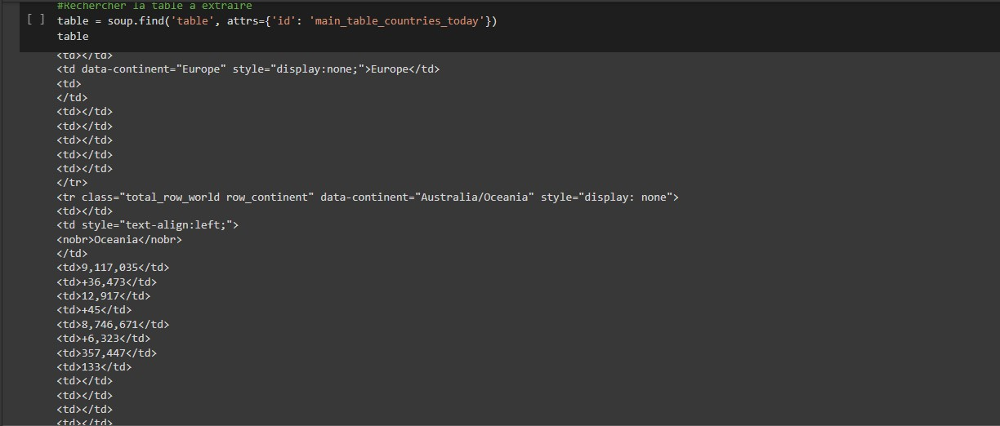 #Rechercher la table a extraire
[ ] table = soup.find('table', attrs={'id': 'main_table_countries_today'})
table
<td></td>
<td data-continent="Europe" style="display:none;">Europe</td>
<td>
</td>
<td></td>
<td></td>
<td></td>
<td></td>
<td></td>
</tr>
<tr class="total_row_world row_continent" data-continent="Australia/Oceania" style="display: none">
<td></td>
<td style="text-align:left;">
<nobr>Oceania</nobr>
</td>
<td>9,117,035</td>
<td>+36,473</td>
<td>12,917</td>
<td>+45</td>
<td>8,746,671</td>
<td>+6,323</td>
<td>357,447</td>
<td>133</td>
<td></td>
<td></td>
<td></td>
<td></td>